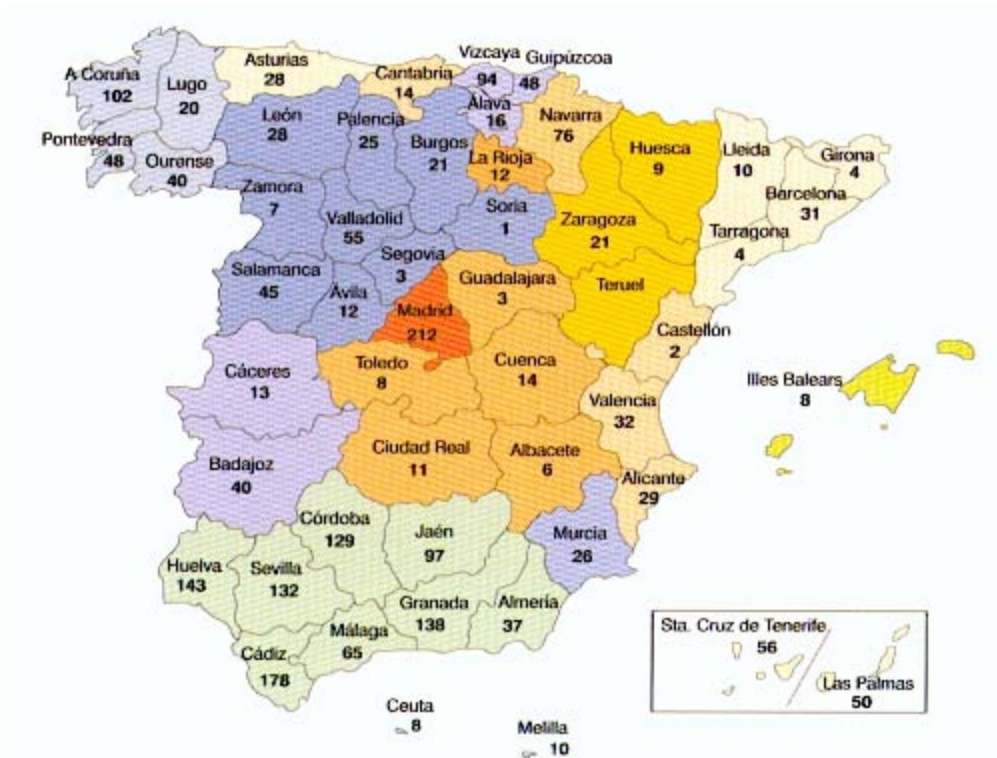 Vizcaya
94
Guipúzcoa
48
Asturias
28
Cantabria
14
A Coruña
102
Lugo
20
Álava
16
León
28
Palencia
25
Burgos
21
Navarra
76
Huesca
9
Lleida
10
Girona
4
Pontevedra
48
Ourense
40
La Rioja
12
Zamora
7
Barcelona
31
Valladolid
55
Soria
1
Zaragoza
21
Tarragona
4
Segovia
3
Salamanca
45
Ávila
12
Guadalajara
3
Teruel
Madrid
212
Castellón
2
Toledo
8
Cuenca
14
Cáceres
13
Illes Balears
8
Valencia
32
Ciudad Real
11
Albacete
6
Badajoz
40
Alicante
29
Córdoba
129
Jaén
97
Murcia
26
Huelva
143
Sevilla
132
Granada
138
Almería
37
Málaga
65
Cádiz
178
Sta. Cruz de Tenerife
56
Las Palmas
50
Ceuta
8
Melilla
10